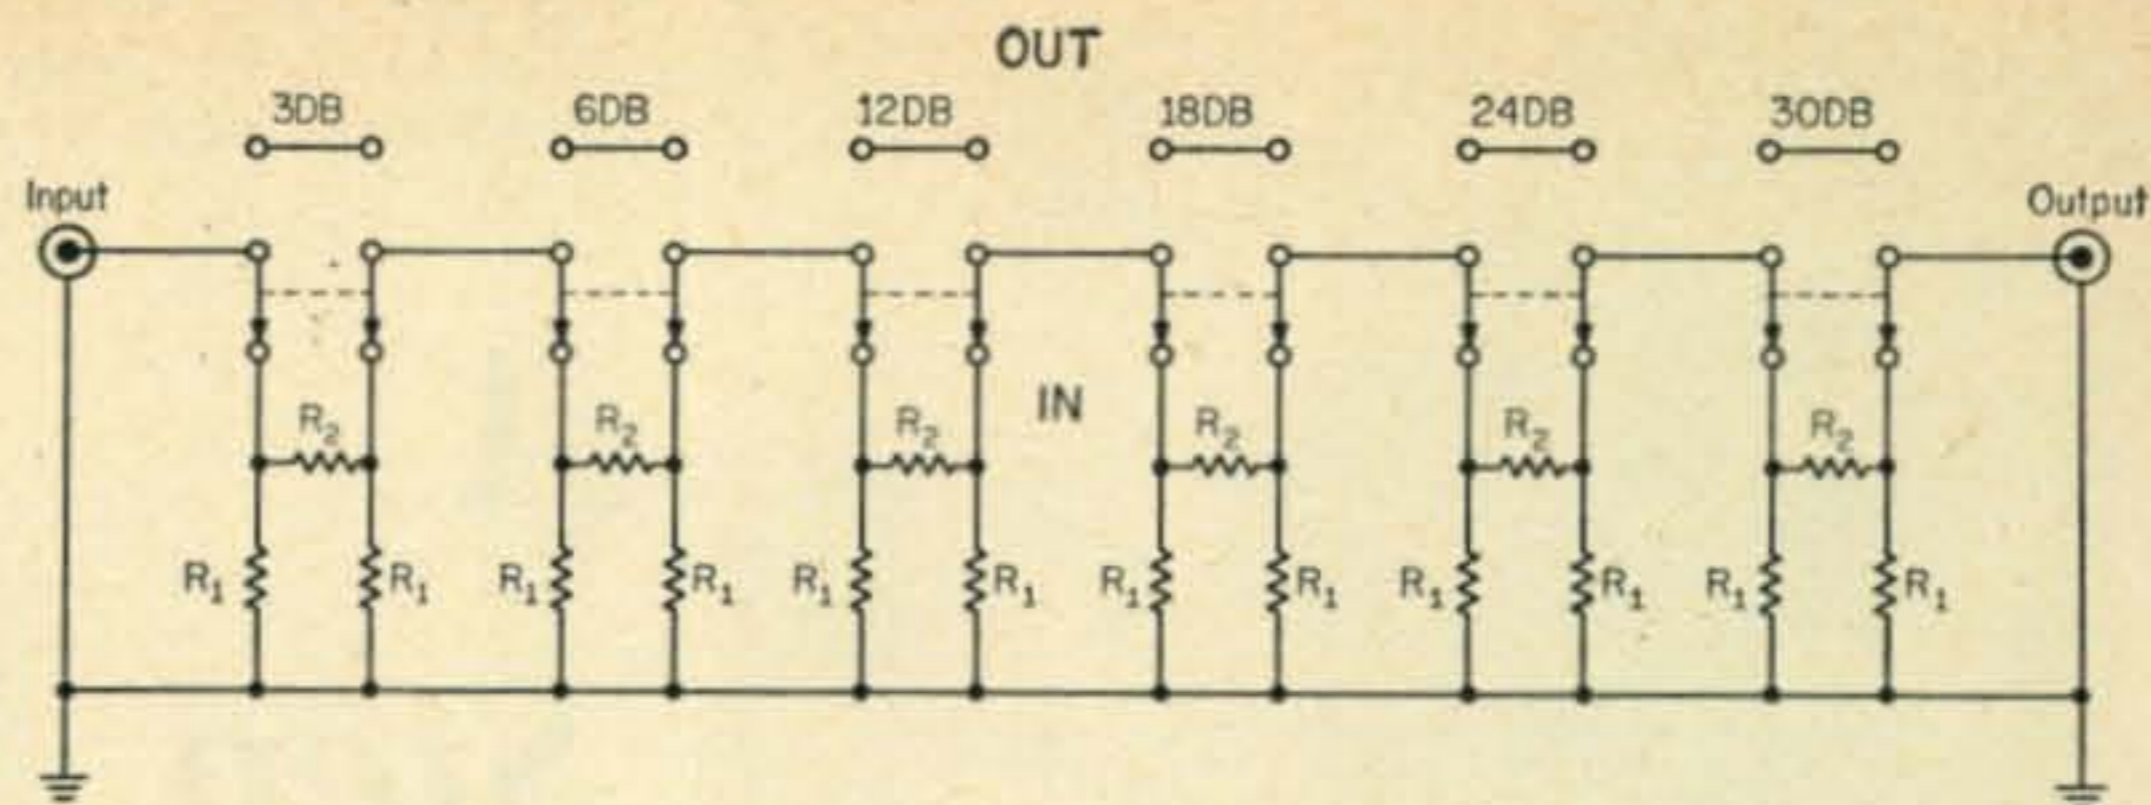 OUT
3DB 6DB 12DB 18DB 24DB 30DB
Input Output
IN
R2 R2 R2 R2 R2 R2
R1 R1 R1 R1 R1 R1 R1 R1 R1 R1 R1 R1